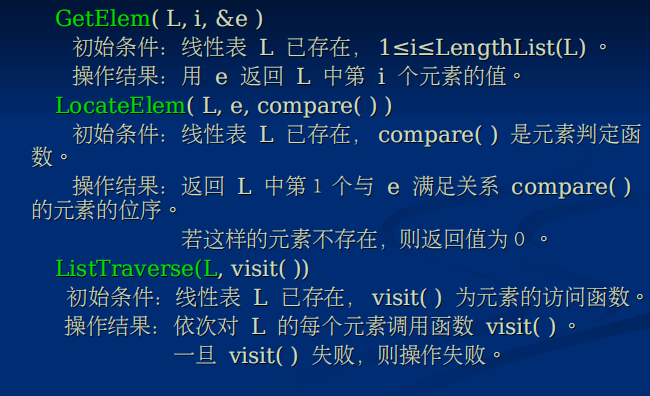 GetElem( L, i, &e )
初始条件：线性表 L 已存在， 1≤i≤LengthList(L) 。
操作结果：用 e 返回 L 中第 i 个元素的值。
LocateElem( L, e, compare( ) )
初始条件：线性表 L 已存在， compare( ) 是元素判定函
数。
操作结果：返回 L 中第 1 个与 e 满足关系 compare( )
的元素的位序。
若这样的元素不存在，则返回值为 0 。
ListTraverse(L, visit( ))
初始条件：线性表 L 已存在， visit( ) 为元素的访问函数。
操作结果：依次对 L 的每个元素调用函数 visit( ) 。
一旦 visit( ) 失败，则操作失败。